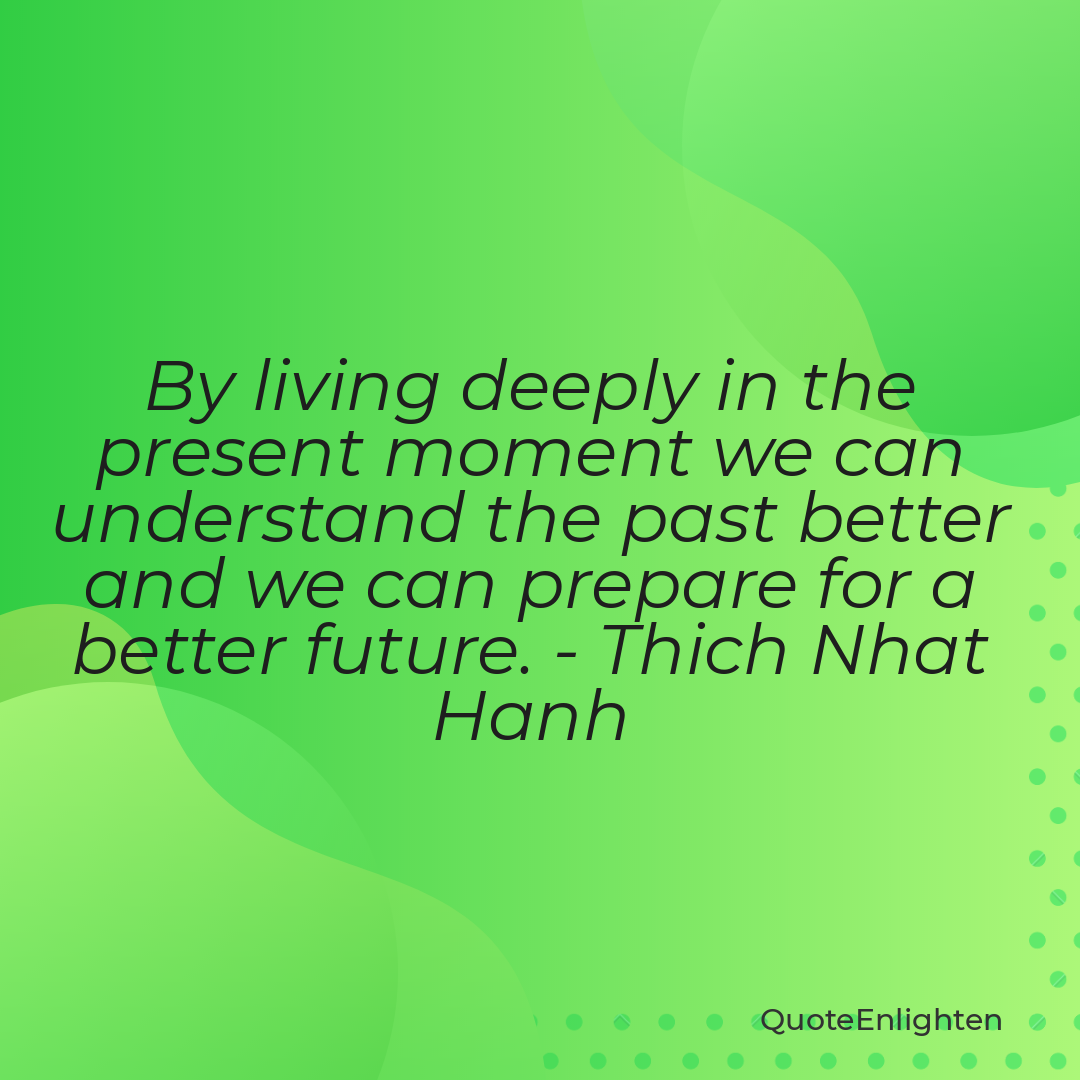 By living deeply in the
present moment we can
understand the past better
and we can prepare for a
better future. - Thich Nhat
Hanh
QuoteEnlighten